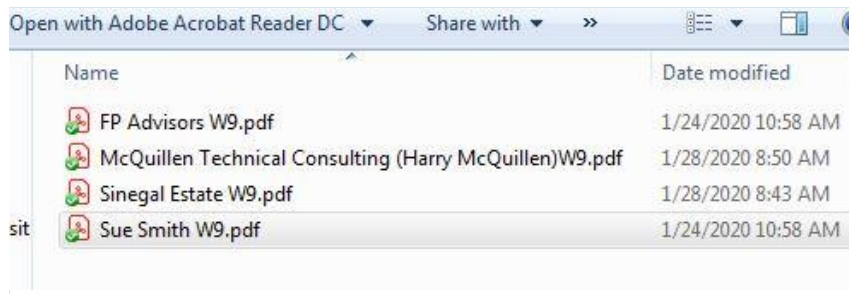 Open with Adobe Acrobat Reader DC Share with »
Name Date modified
FP Advisors W9.pdf 1/24/2020 10:58 AM
McQuillen Technical Consulting (Harry McQuillen)W9.pdf 1/28/2020 8:50 AM
Sinegal Estate W9.pdf 1/28/2020 8:43 AM
sit Sue Smith W9.pdf 1/24/2020 10:58 AM